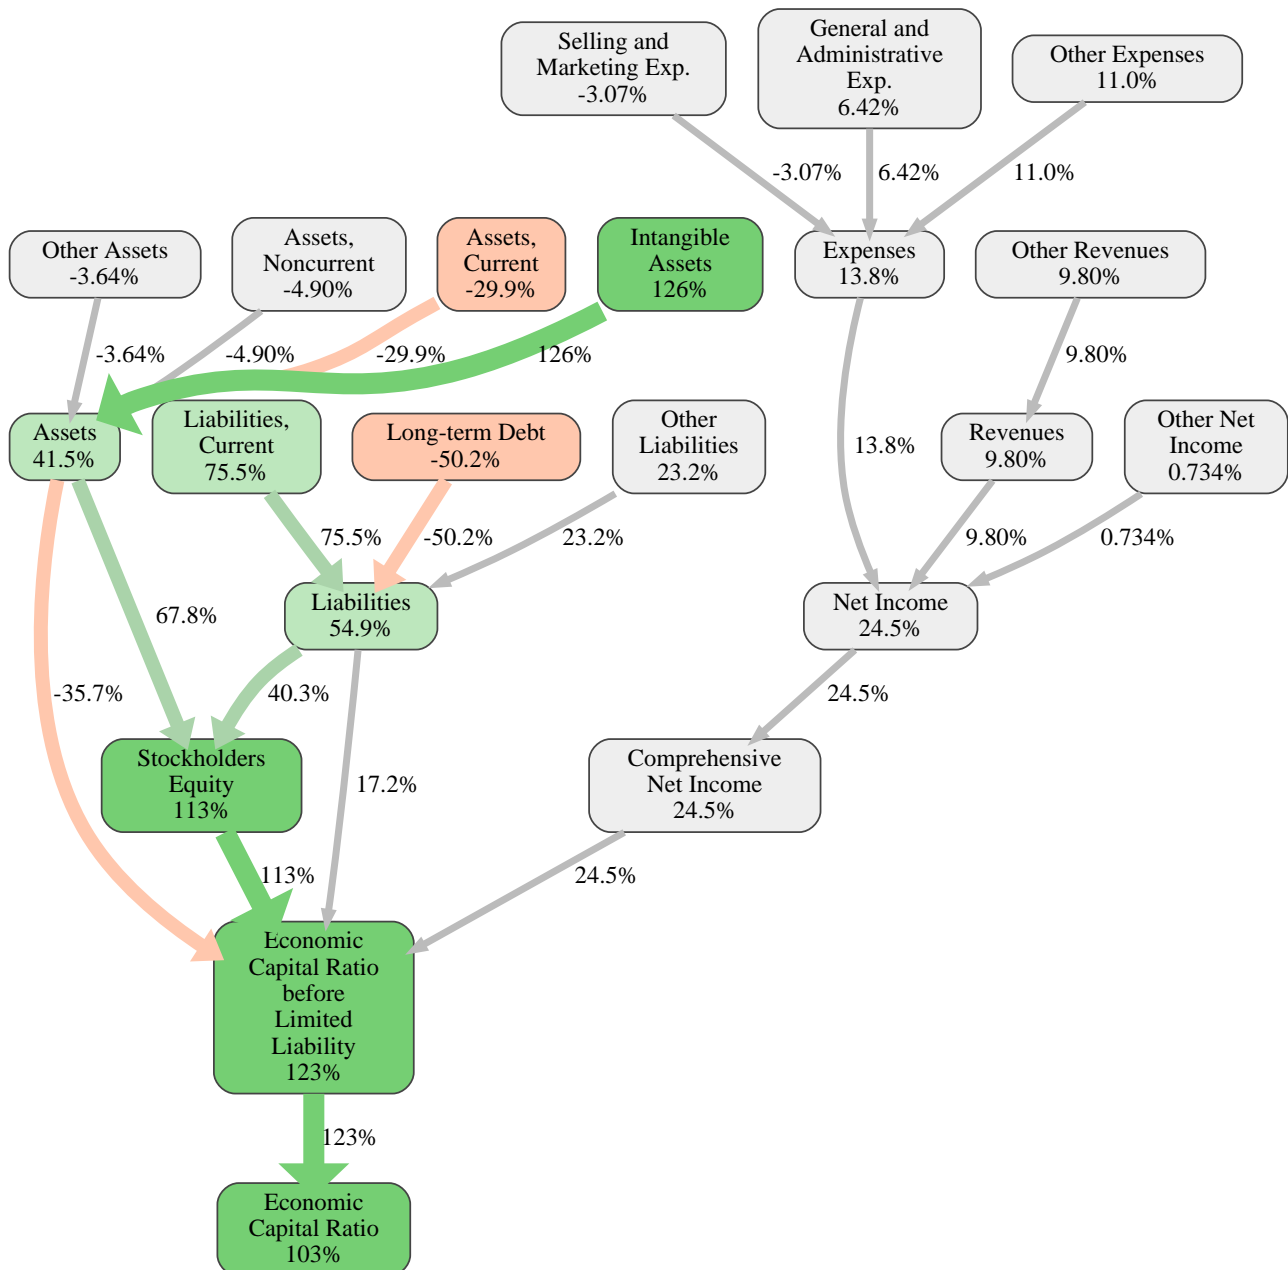 Selling and
Marketing Exp.
-3.07%
General and
Administrative
Exp.
6.42%
Other Expenses
11.0%
-3.07%
6.42%
11.0%
Other Assets
-3.64%
Assets,
Noncurrent
-4.90%
Assets,
Current
-29.9%
Intangible
Assets
126%
Expenses
13.8%
Other Revenues
9.80%
-3.64%
-4.90%
-29.9%
126%
9.80%
Assets
41.5%
Liabilities,
Current
75.5%
Long-term Debt
-50.2%
Other
Liabilities
23.2%
13.8%
Revenues
9.80%
Other Net
Income
0.734%
75.5%
-50.2%
23.2%
9.80%
0.734%
67.8%
Liabilities
54.9%
Net Income
24.5%
-35.7%
40.3%
24.5%
Stockholders
Equity
113%
17.2%
Comprehensive
Net Income
24.5%
113%
24.5%
Economic
Capital Ratio
before
Limited
Liability
123%
123%
Economic
Capital Ratio
103%